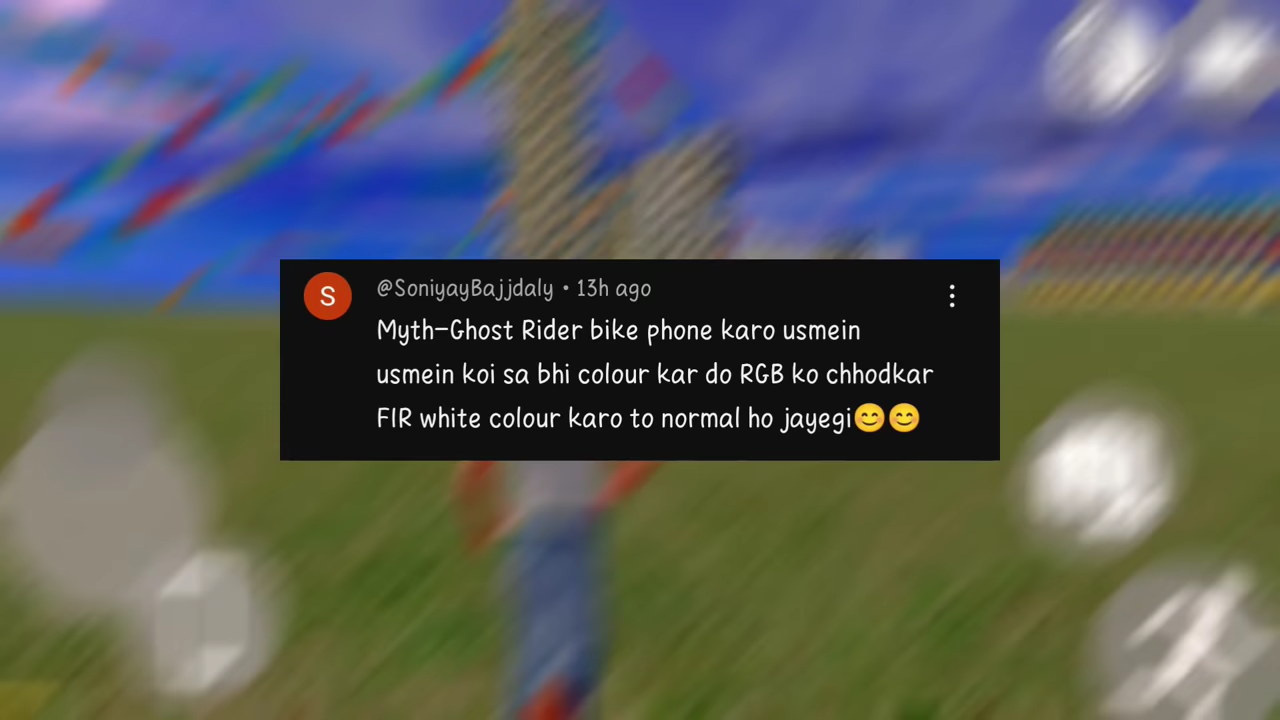 S
@SoniyayBajjdaly • 13h ago
Myth-Ghost Rider bike phone karo usmein
usmein koi sa bhi colour kar do RGB ko chhodkar
FIR white colour karo to normal ho jayegi😊😊